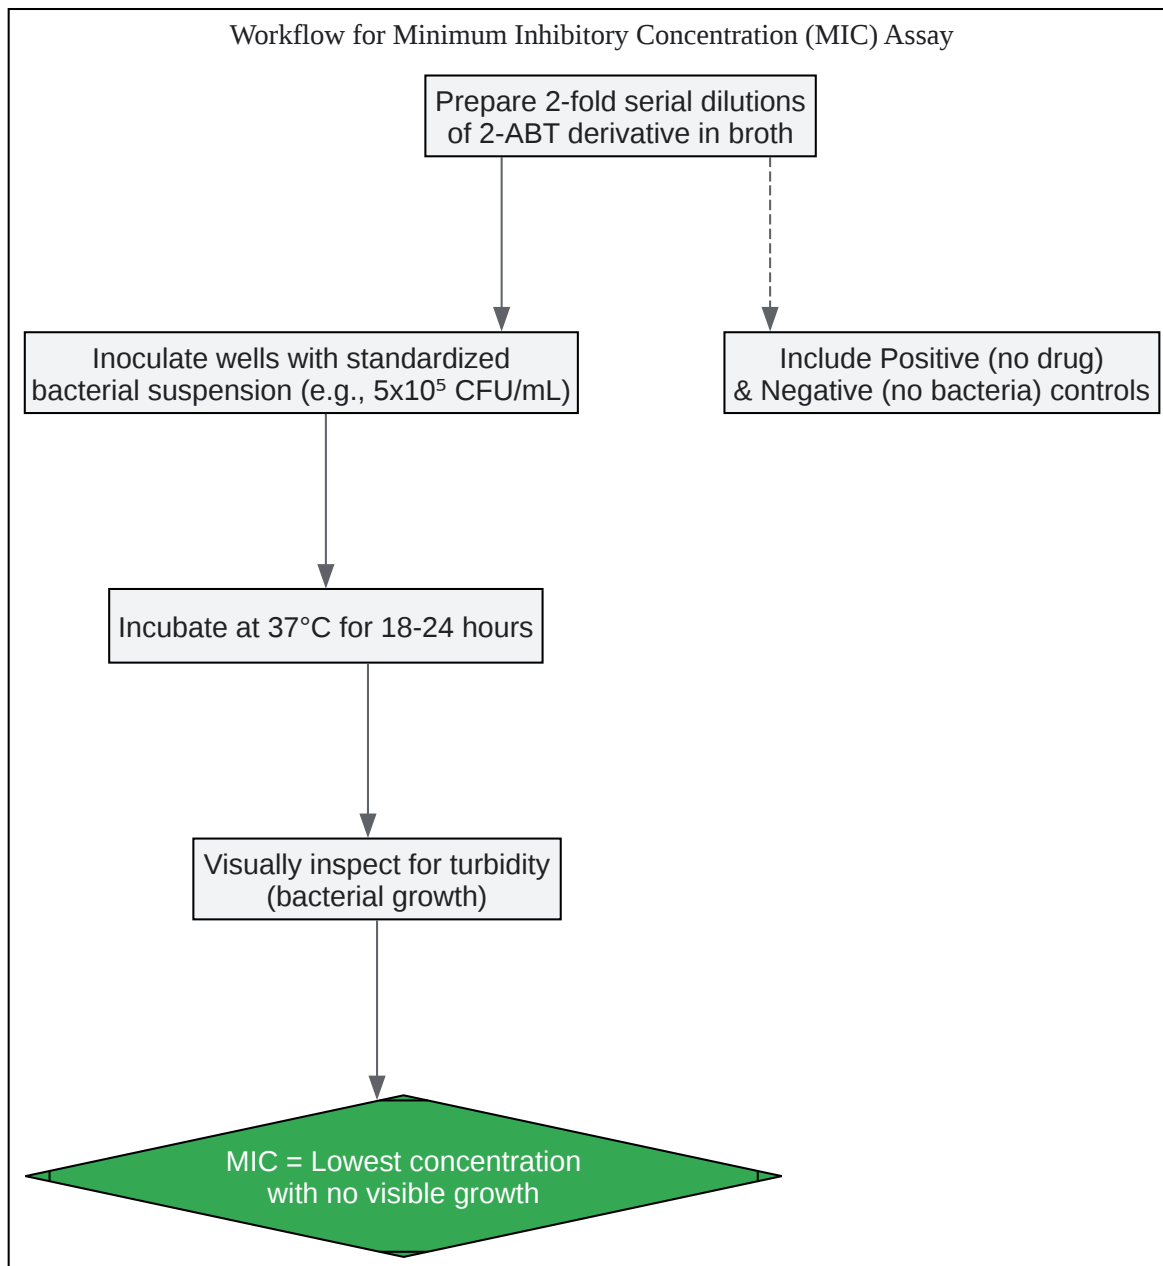 Workflow for Minimum Inhibitory Concentration (MIC) Assay
Prepare 2-fold serial dilutions
of 2-ABT derivative in broth
Inoculate wells with standardized
bacterial suspension (e.g., 5x10⁵ CFU/mL)
Include Positive (no drug)
& Negative (no bacteria) controls
Incubate at 37°C for 18-24 hours
Visually inspect for turbidity
(bacterial growth)
MIC = Lowest concentration
with no visible growth